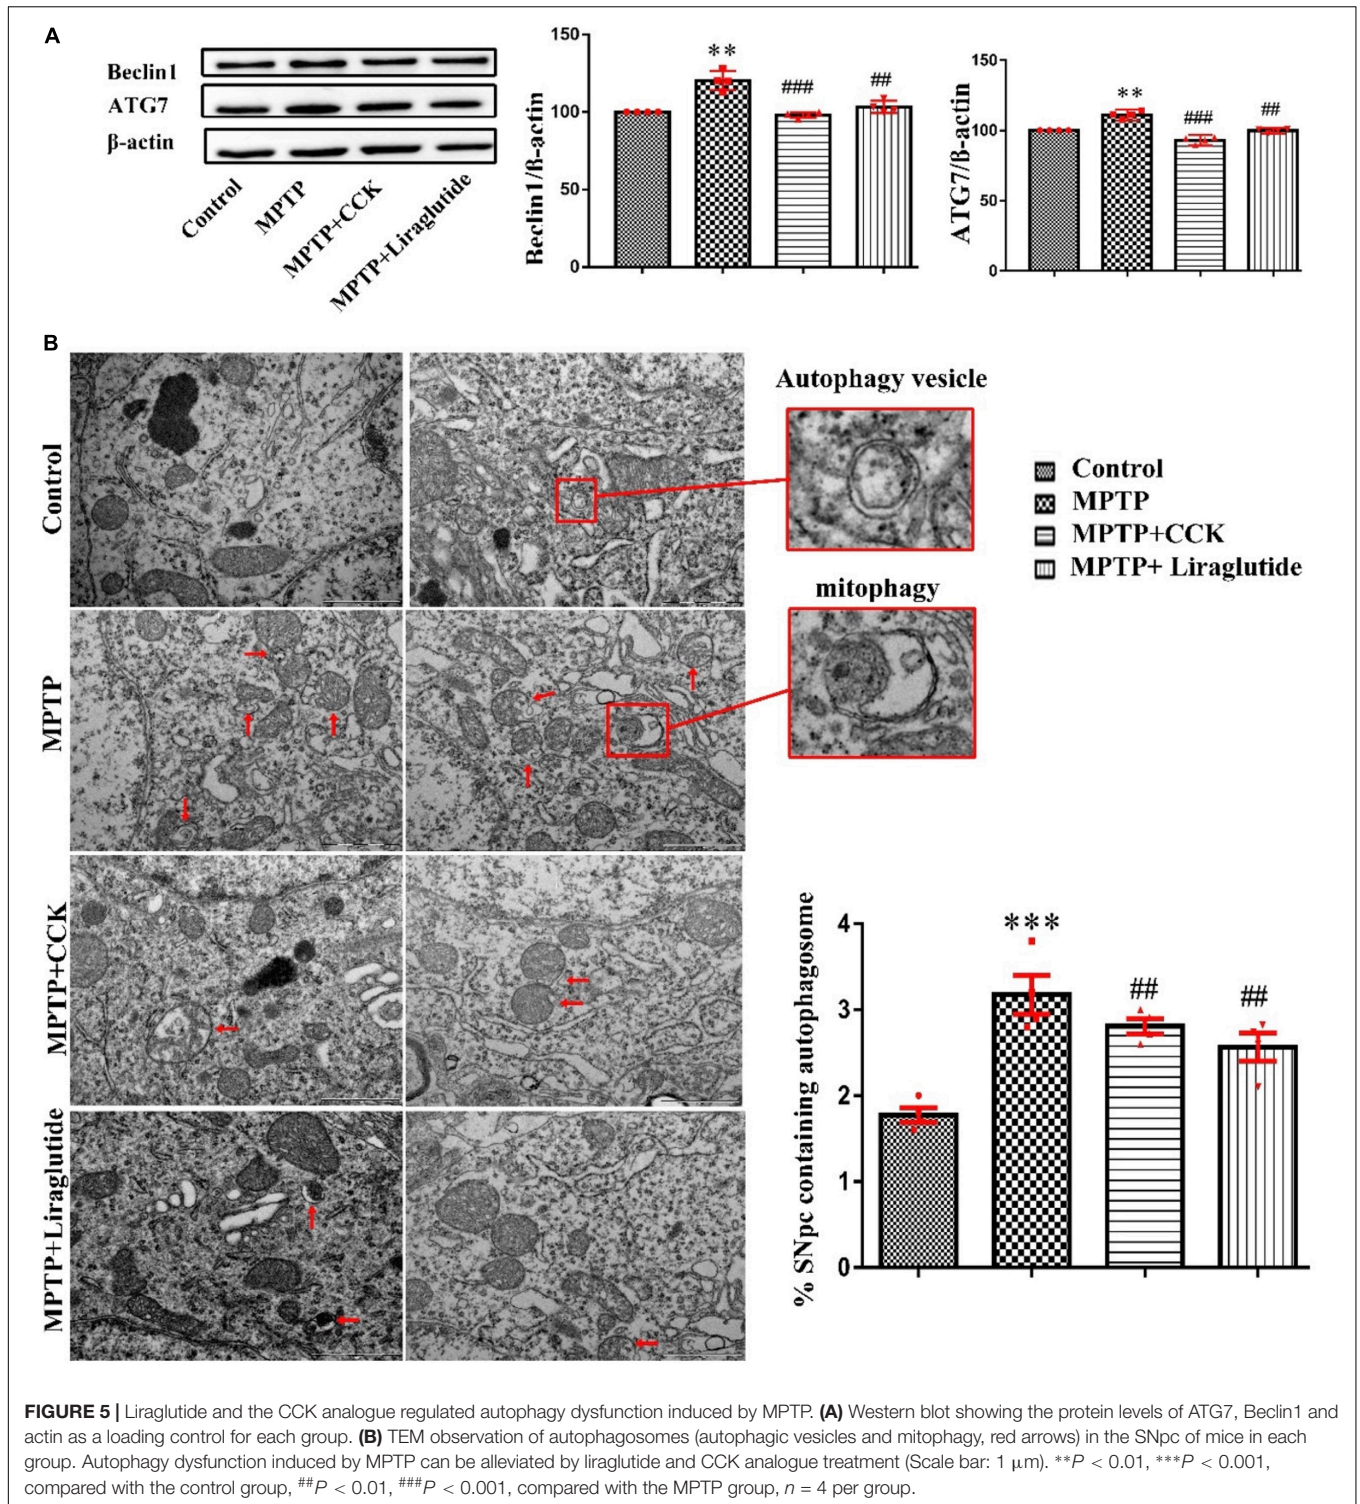 A
Beclin1
ATG7
β-actin
Control
MPTP
MPTP+CCK
MPTP+Liraglutide
Beclin1/ß-actin
150
100
50
0
**
###
##
ATG7/ß-actin
150
100
50
0
**
###
##
B
Control
MPTP
MPTP+CCK
MPTP+Liraglutide
Autophagy vesicle
mitophagy
Control
MPTP
MPTP+CCK
MPTP+ Liraglutide
% SNpc containing autophagosome
4
3
2
1
0
***
##
##
FIGURE 5 | Liraglutide and the CCK analogue regulated autophagy dysfunction induced by MPTP. (A) Western blot showing the protein levels of ATG7, Beclin1 and
actin as a loading control for each group. (B) TEM observation of autophagosomes (autophagic vesicles and mitophagy, red arrows) in the SNpc of mice in each
group. Autophagy dysfunction induced by MPTP can be alleviated by liraglutide and CCK analogue treatment (Scale bar: 1 μm). **P < 0.01, ***P < 0.001,
compared with the control group, ##P < 0.01, ###P < 0.001, compared with the MPTP group, n = 4 per group.